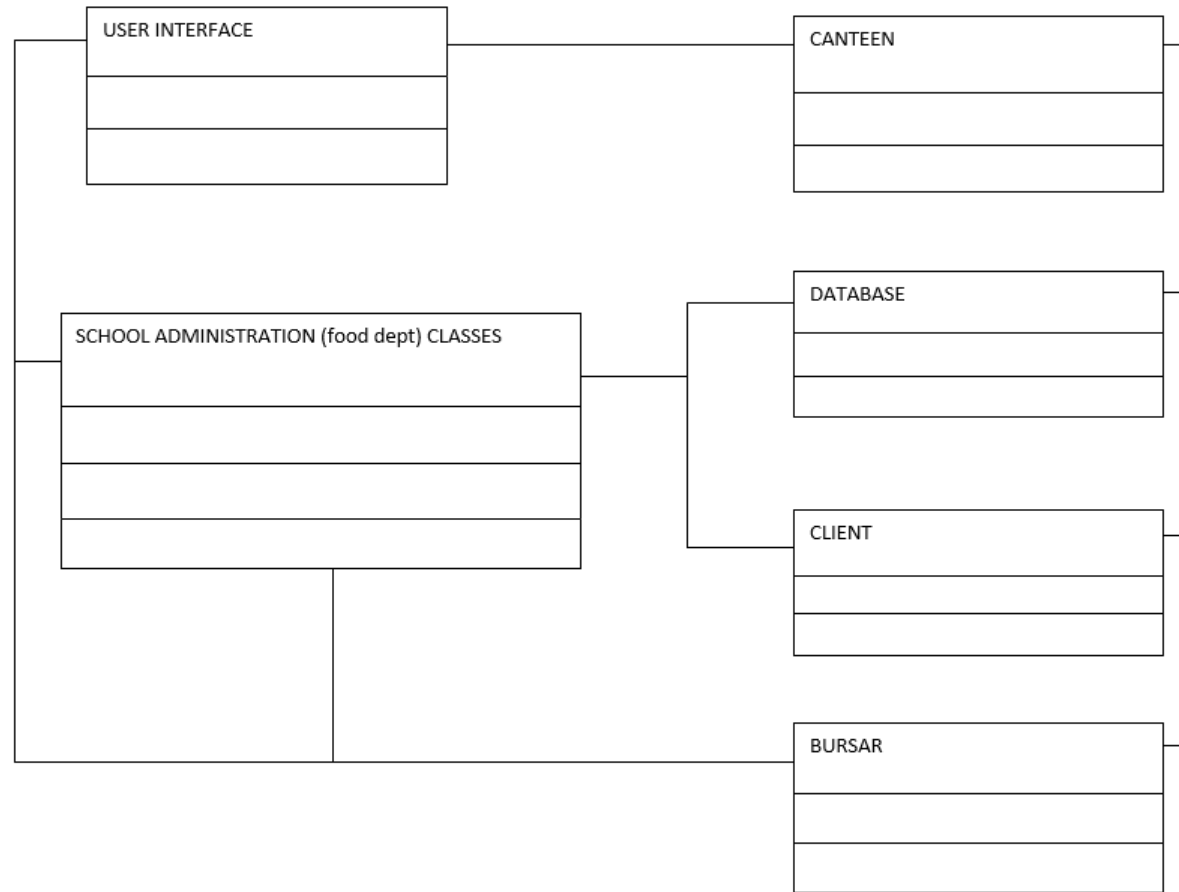 USER INTERFACE
CANTEEN
DATABASE
SCHOOL ADMINISTRATION (food dept) CLASSES
CLIENT
BURSAR